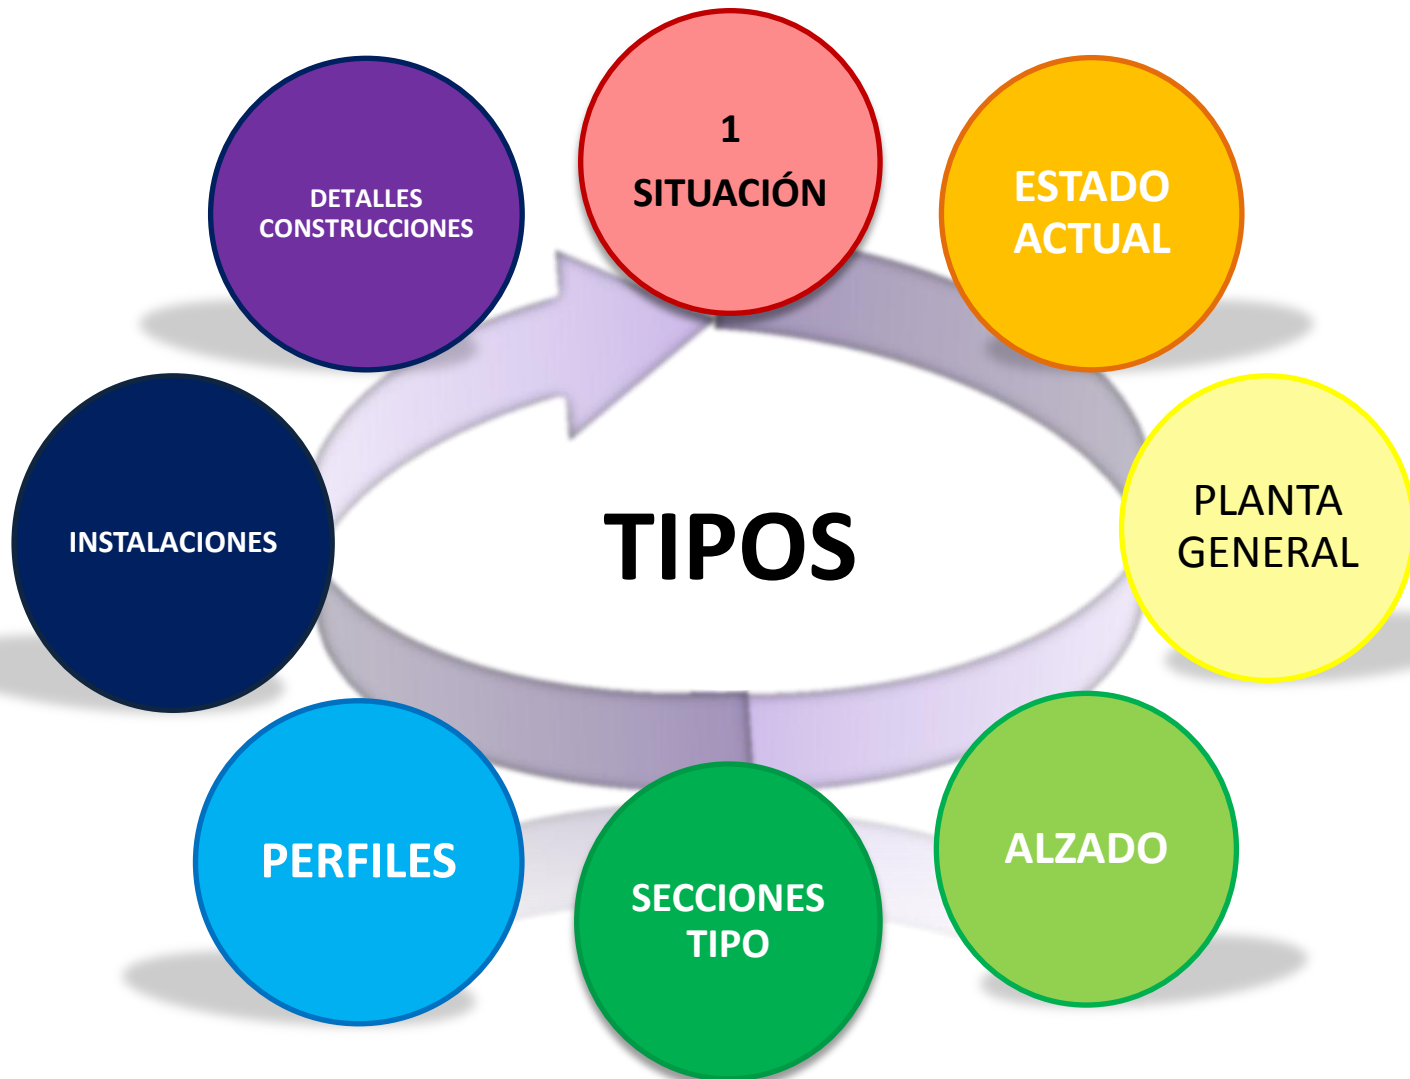 1
SITUACIÓN
ESTADO
ACTUAL
PLANTA
GENERAL
ALZADO
SECCIONES
TIPO
PERFILES
INSTALACIONES
DETALLES
CONSTRUCCIONES
TIPOS